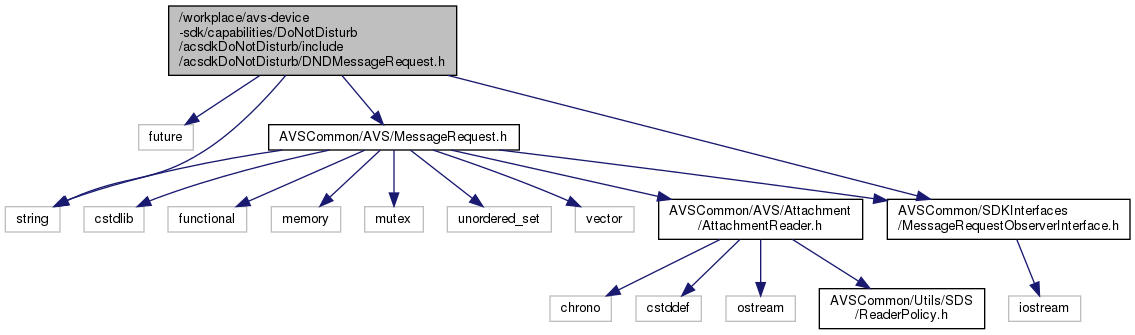 /workplace/avs-device
-sdk/capabilities/DoNotDisturb
/acsdkDoNotDisturb/include
/acsdkDoNotDisturb/DNDMessageRequest.h
future
AVSCommon/AVS/MessageRequest.h
string
cstdlib
functional
memory
mutex
unordered_set
vector
AVSCommon/AVS/Attachment
/AttachmentReader.h
AVSCommon/SDKInterfaces
/MessageRequestObserverInterface.h
chrono
cstddef
ostream
AVSCommon/Utils/SDS
/ReaderPolicy.h
iostream